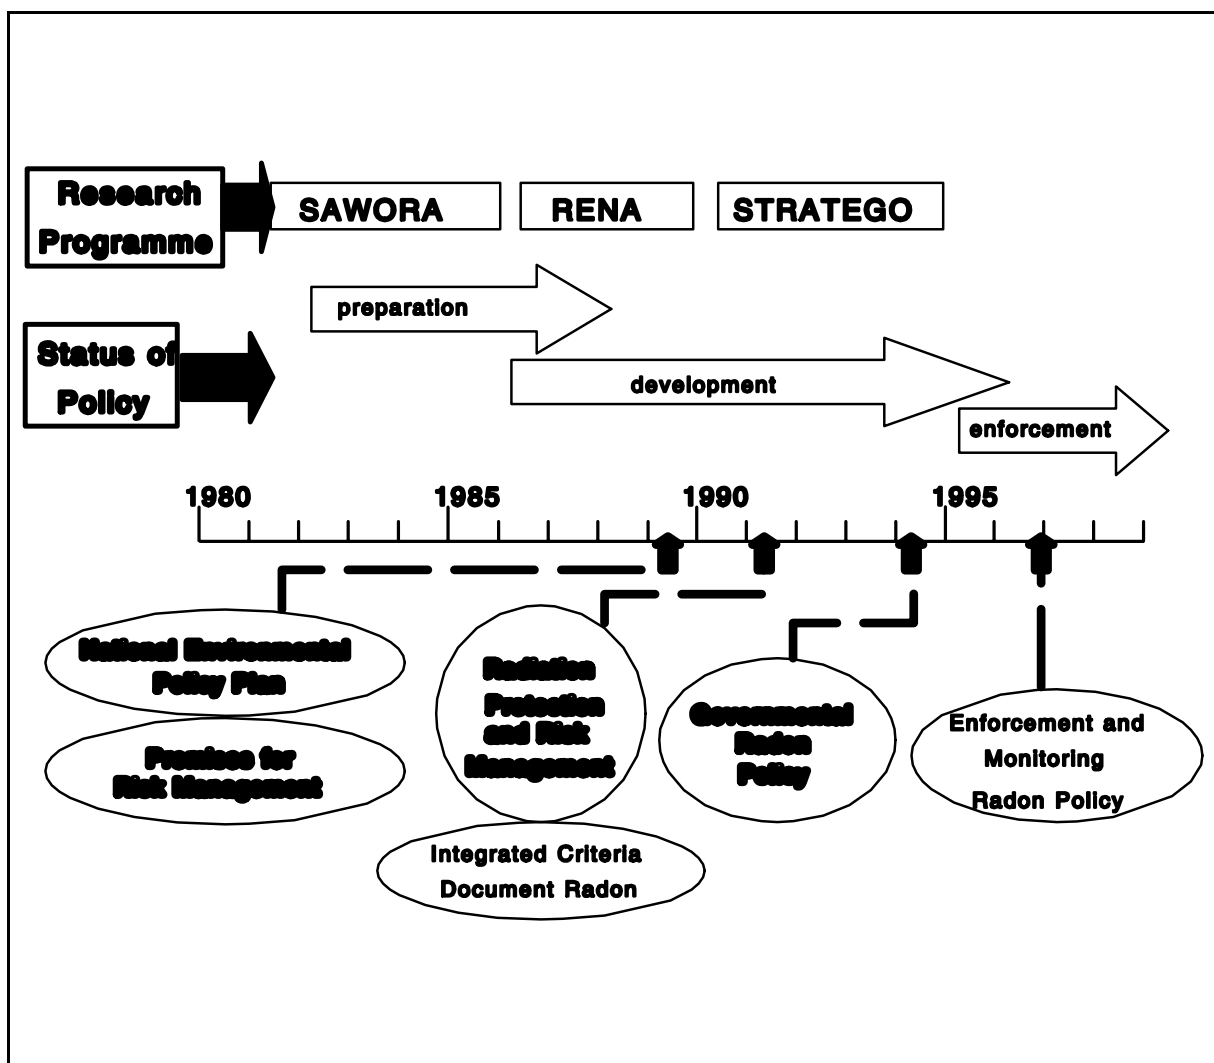 Research
Programme
SAWORA
RENA
STRATEGO
preparation
Status of
Policy
development
enforcement
1980
1985
1990
1995
National Environmental
Policy Plan
Premises for
Risk Management
Radiation
Protection
and Risk
Management
Integrated Criteria
Document Radon
Governmental
Radon
Policy
Enforcement and
Monitoring
Radon Policy